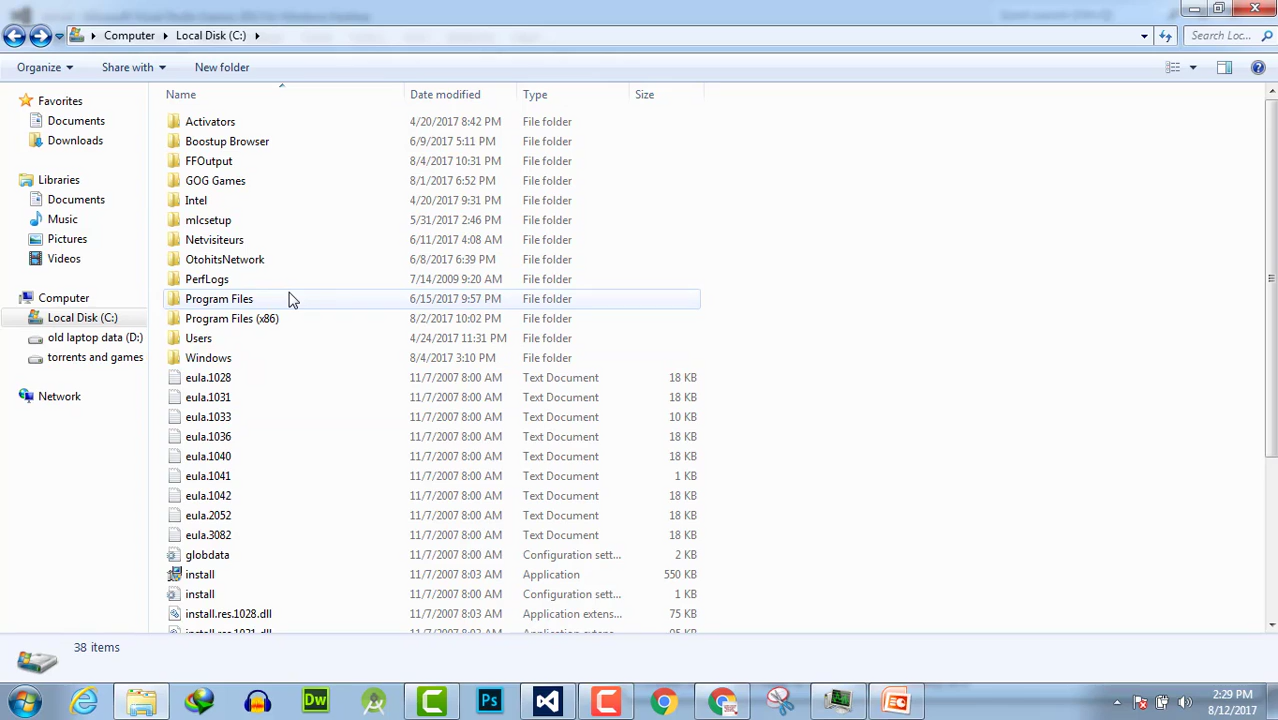 Computer Local Disk (C:) Search Loc...
Organize Share with New folder
Name Date modified Type Size
Favorites
Documents
Downloads
Libraries
Documents
Music
Pictures
Videos
Computer
Local Disk (C:)
old laptop data (D:)
torrents and games
Network
Activators 4/20/2017 8:42 PM File folder
Boostup Browser 6/9/2017 5:11 PM File folder
FFOutput 8/4/2017 10:31 PM File folder
GOG Games 8/1/2017 6:52 PM File folder
Intel 4/20/2017 9:31 PM File folder
mlcsetup 5/31/2017 2:46 PM File folder
Netvisiteurs 6/11/2017 4:08 AM File folder
OtohitsNetwork 6/8/2017 6:39 PM File folder
PerfLogs 7/14/2009 9:20 AM File folder
Program Files 6/15/2017 9:57 PM File folder
Program Files (x86) 8/2/2017 10:02 PM File folder
Users 4/24/2017 11:31 PM File folder
Windows 8/4/2017 3:10 PM File folder
eula.1028 11/7/2007 8:00 AM Text Document 18 KB
eula.1031 11/7/2007 8:00 AM Text Document 18 KB
eula.1033 11/7/2007 8:00 AM Text Document 10 KB
eula.1036 11/7/2007 8:00 AM Text Document 18 KB
eula.1040 11/7/2007 8:00 AM Text Document 18 KB
eula.1041 11/7/2007 8:00 AM Text Document 1 KB
eula.1042 11/7/2007 8:00 AM Text Document 18 KB
eula.2052 11/7/2007 8:00 AM Text Document 18 KB
eula.3082 11/7/2007 8:00 AM Text Document 18 KB
globdata 11/7/2007 8:00 AM Configuration sett... 2 KB
install 11/7/2007 8:03 AM Application 550 KB
install 11/7/2007 8:00 AM Configuration sett... 1 KB
install.res.1028.dll 11/7/2007 8:03 AM Application extens... 75 KB
38 items
Dw
Ps
2:29 PM
8/12/2017